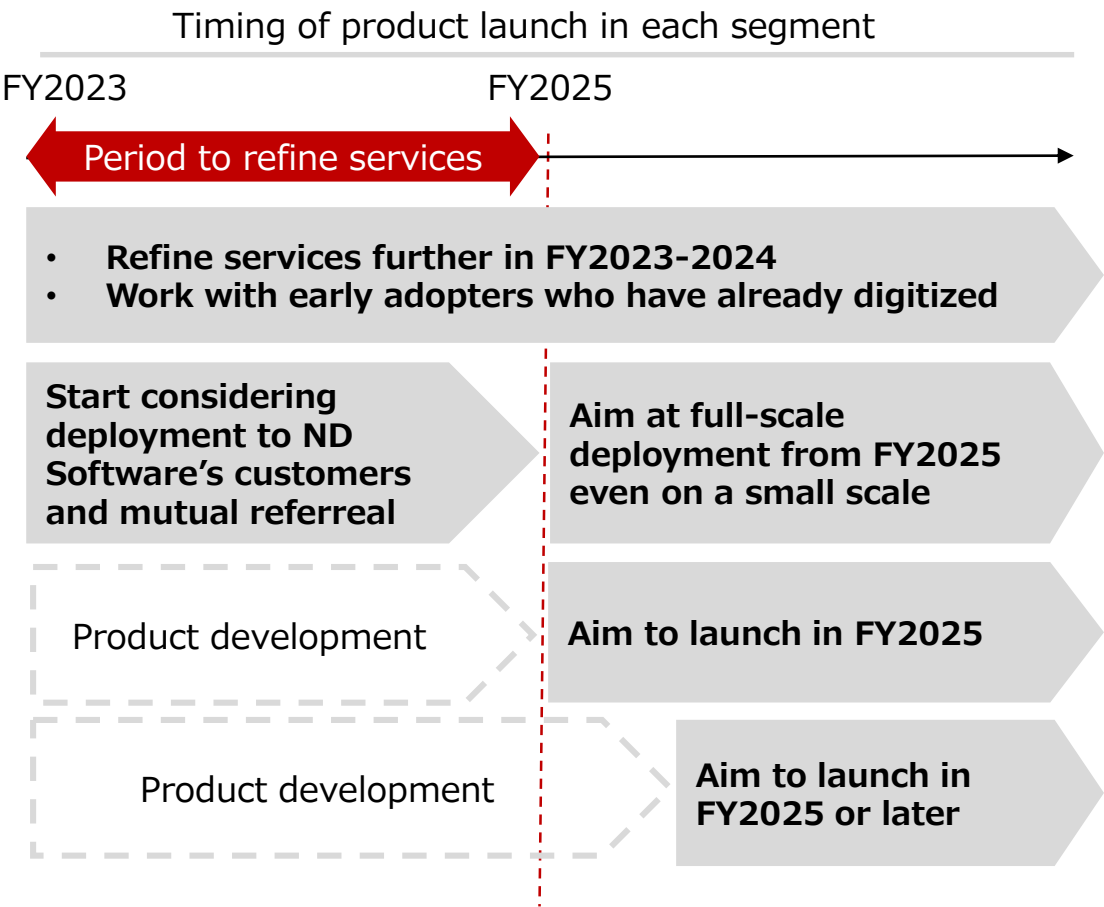 Timing of product launch in each segment
FY2023
FY2025
Period to refine services
• Refine services further in FY2023-2024
• Work with early adopters who have already digitized
Start considering
deployment to ND
Software’s customers
and mutual referreal
Aim at full-scale
deployment from FY2025
even on a small scale
Product development
Aim to launch in FY2025
Product development
Aim to launch in
FY2025 or later